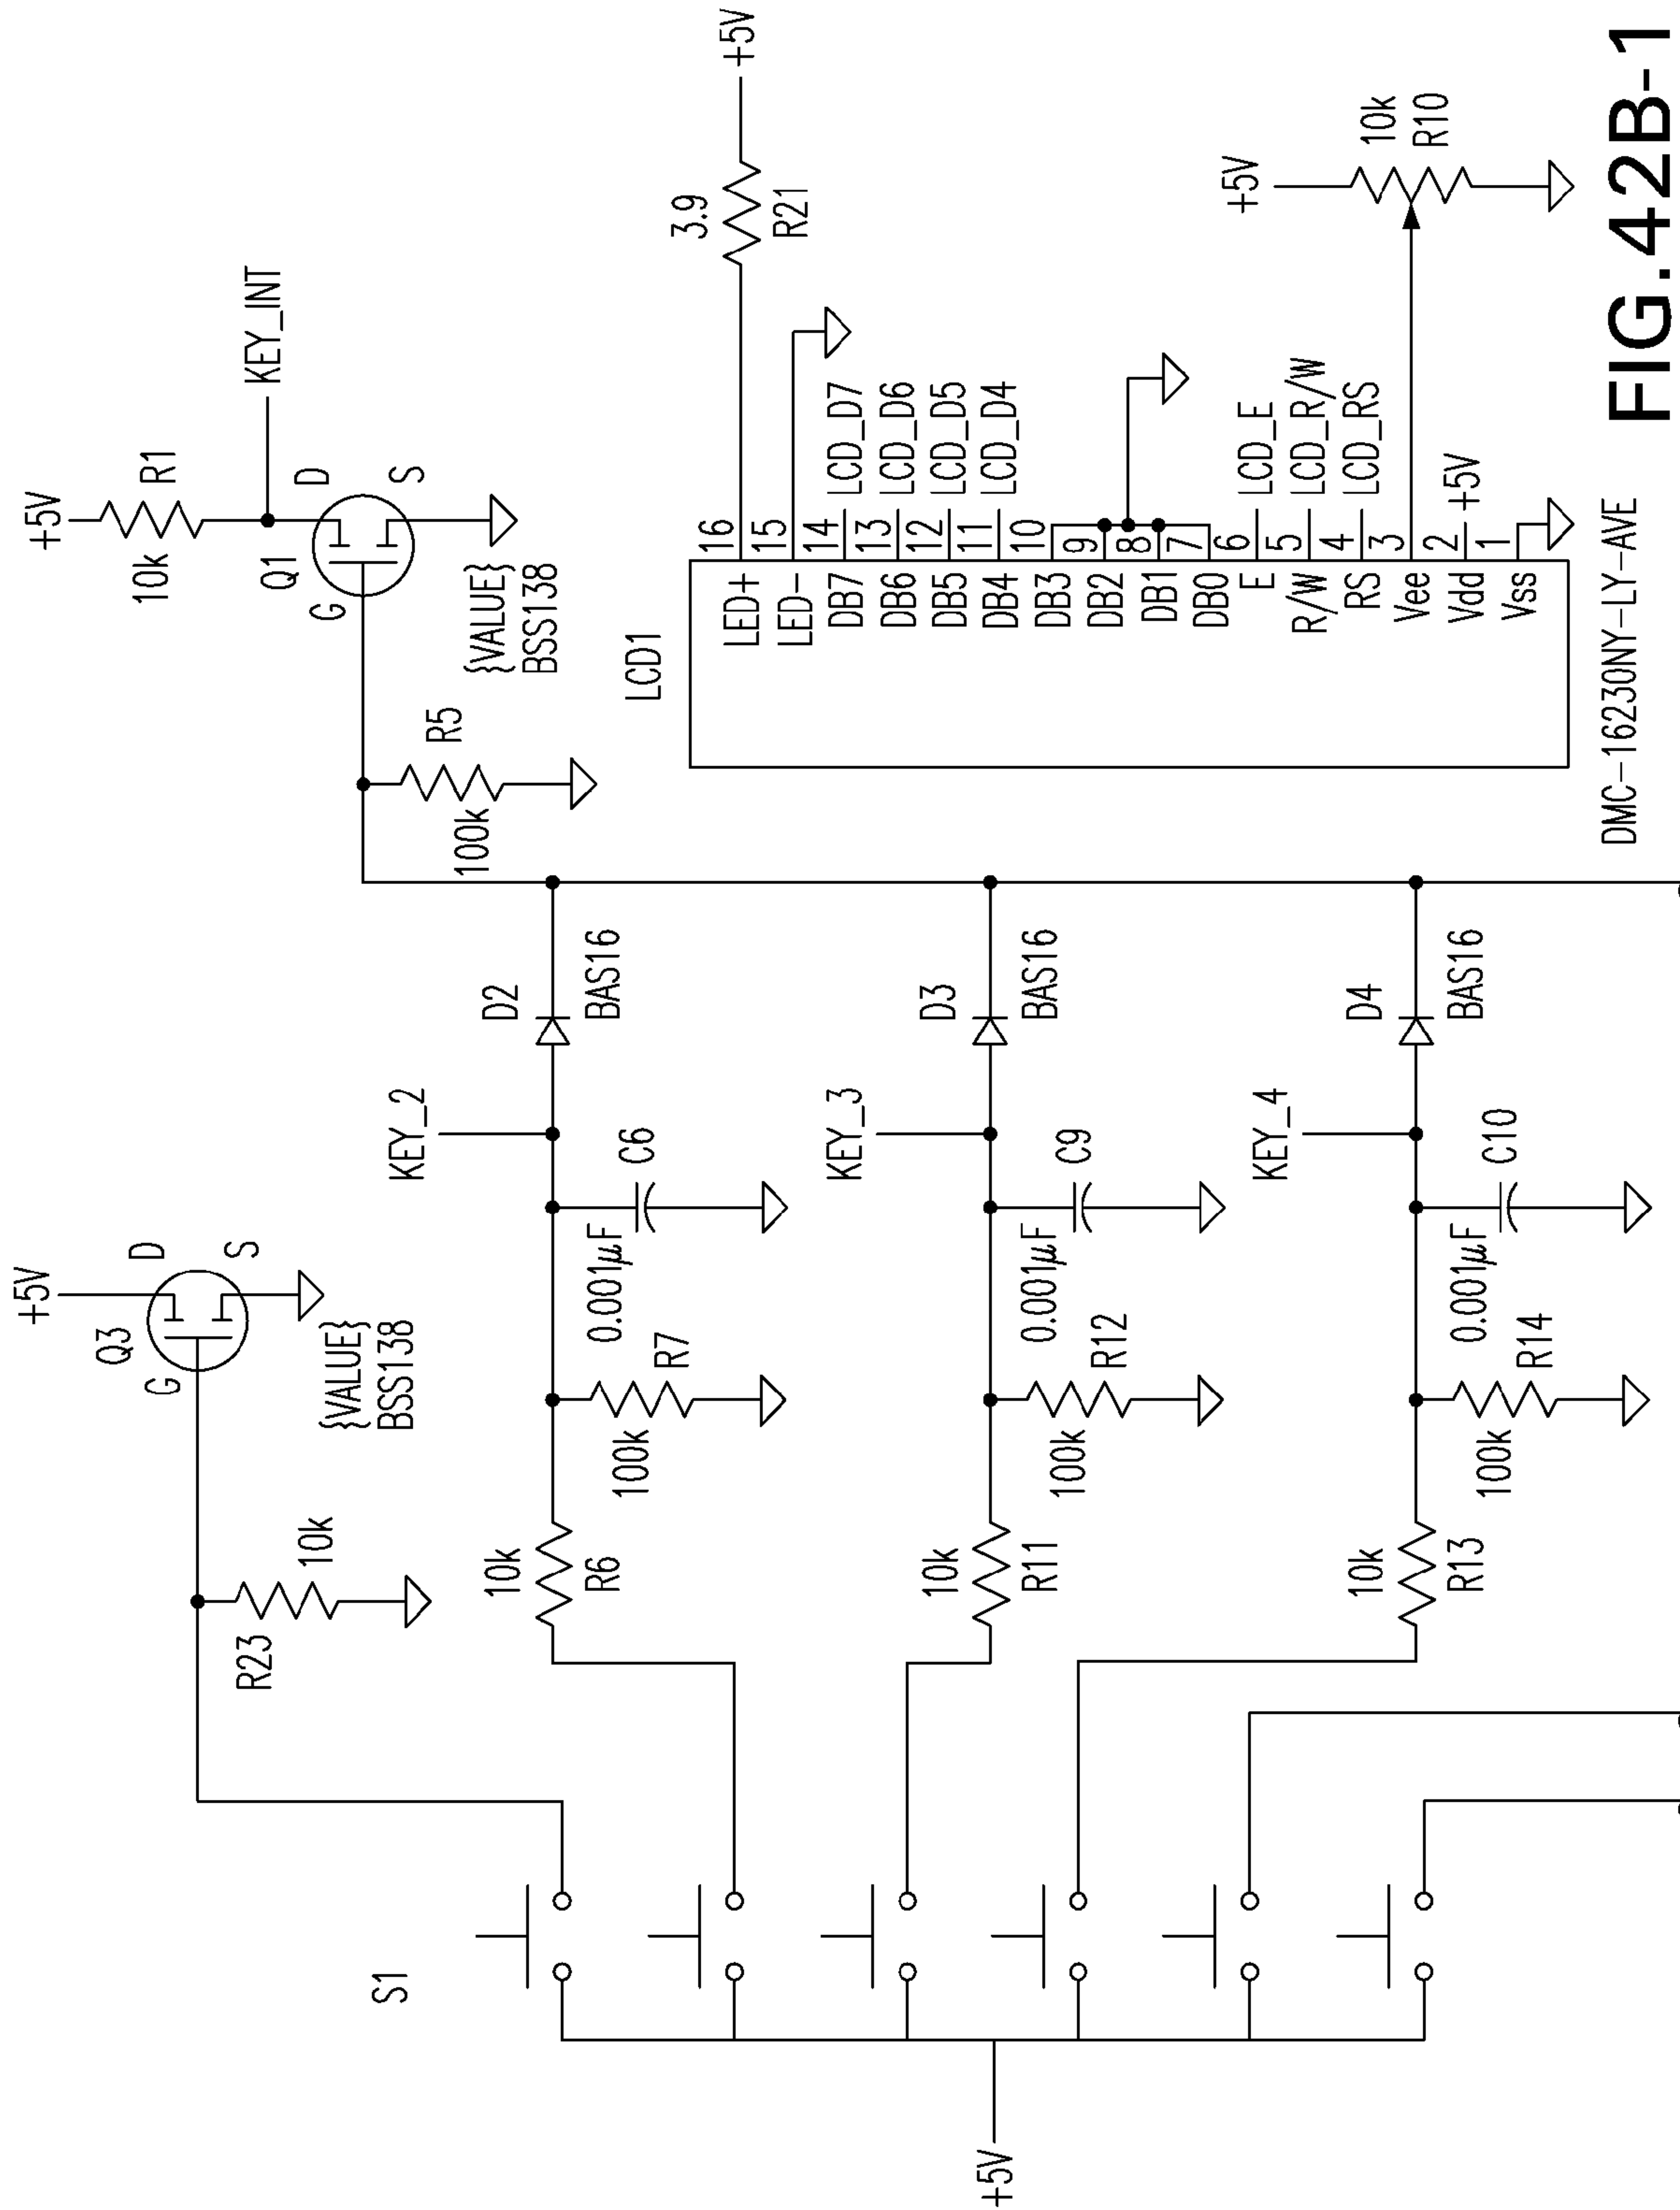 +5V
Q3
D
G
S
{VALUE}
BSS138
R23
10k
+5V
10k
R1
KEY_INT
Q1
D
G
S
{VALUE}
BSS138
R5
100k
S1
+5V
10k
R6
100k
R7
0.001µF
C6
KEY_2
D2
BAS16
10k
R11
100k
R12
0.001µF
C9
KEY_3
D3
BAS16
10k
R13
100k
R14
0.001µF
C10
KEY_4
D4
BAS16
LCD1
LED+ 16
LED- 15
DB7 14 LCD_D7
DB6 13 LCD_D6
DB5 12 LCD_D5
DB4 11 LCD_D4
DB3 10
DB2 9
DB1 8
DB0 7
E 6 LCD_E
R/W 5 LCD_R/W
RS 4 LCD_RS
Vee 3
Vdd 2 +5V
Vss 1
3.9
R21
+5V
+5V
10k
R10
DMC-16230NY-LY-AVE
FIG.42B-1